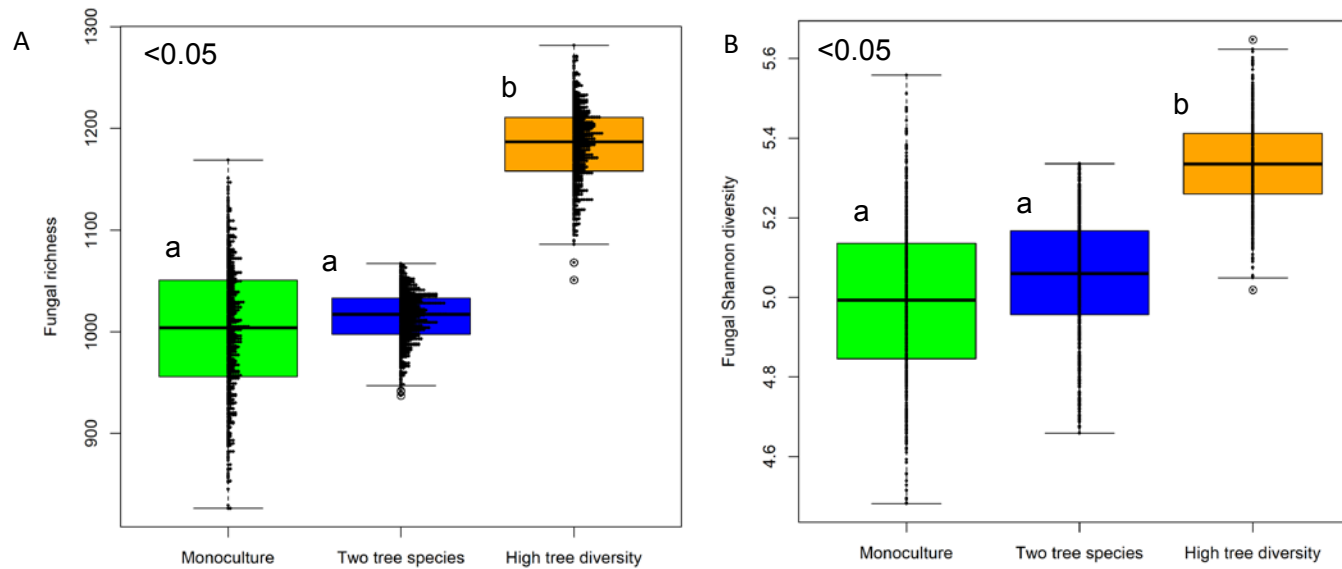 A
<0.05
Fungal richness
1300
1200
1100
1000
900
a
a
b
Monoculture
Two tree species
High tree diversity
B
<0.05
Fungal Shannon diversity
5.6
5.4
5.2
5.0
4.8
4.6
a
a
b
Monoculture
Two tree species
High tree diversity